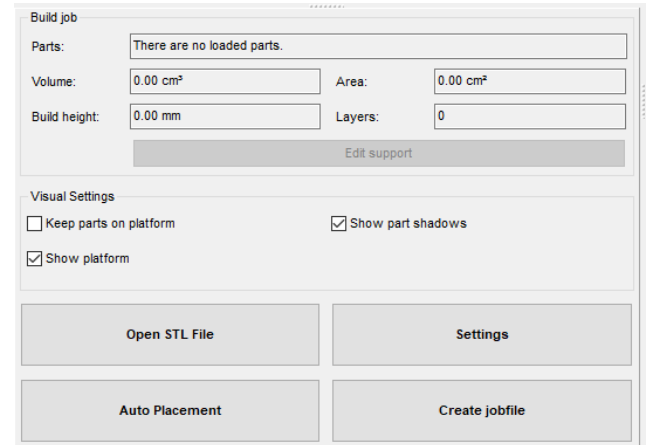 Build job
Parts: There are no loaded parts.
Volume: 0.00 cm³ Area: 0.00 cm²
Build height: 0.00 mm Layers: 0
Edit support
Visual Settings
Keep parts on platform Show part shadows
Show platform
Open STL File Settings
Auto Placement Create jobfile